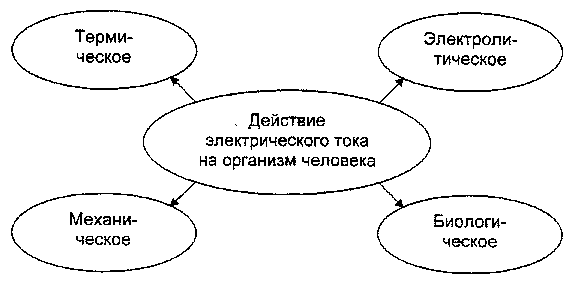 Терми-
ческое
Электроли-
тическое
Действие
электрического тока
на организм человека
Механи-
ческое
Биологи-
ческое